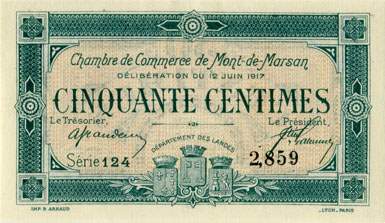 Chambre de Commerce de Mont-de-Marsan
DÉLIBÉRATION DU 12 JUIN 1917
CINQUANTE CENTIMES
Le Trésorier,
Le Président,
DÉPARTEMENT DES LANDES
Série 124
2,859
IMP. B. ARNAUD
LYON-PARIS